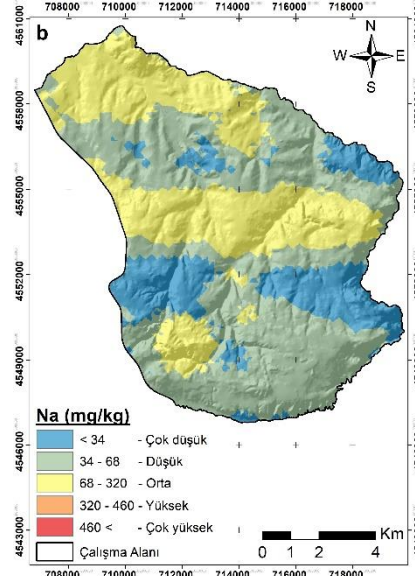 708000 710000 712000 714000 716000 718000
b
N
W E
S
4561000
4558000
4555000
4552000
4549000
4546000
4543000
Na (mg/kg)
< 34 - Çok düşük
34 - 68 - Düşük
68 - 320 - Orta
320 - 460 - Yüksek
460 < - Çok yüksek
Çalışma Alanı
Km
0 1 2 4
708000 710000 712000 714000 716000 718000